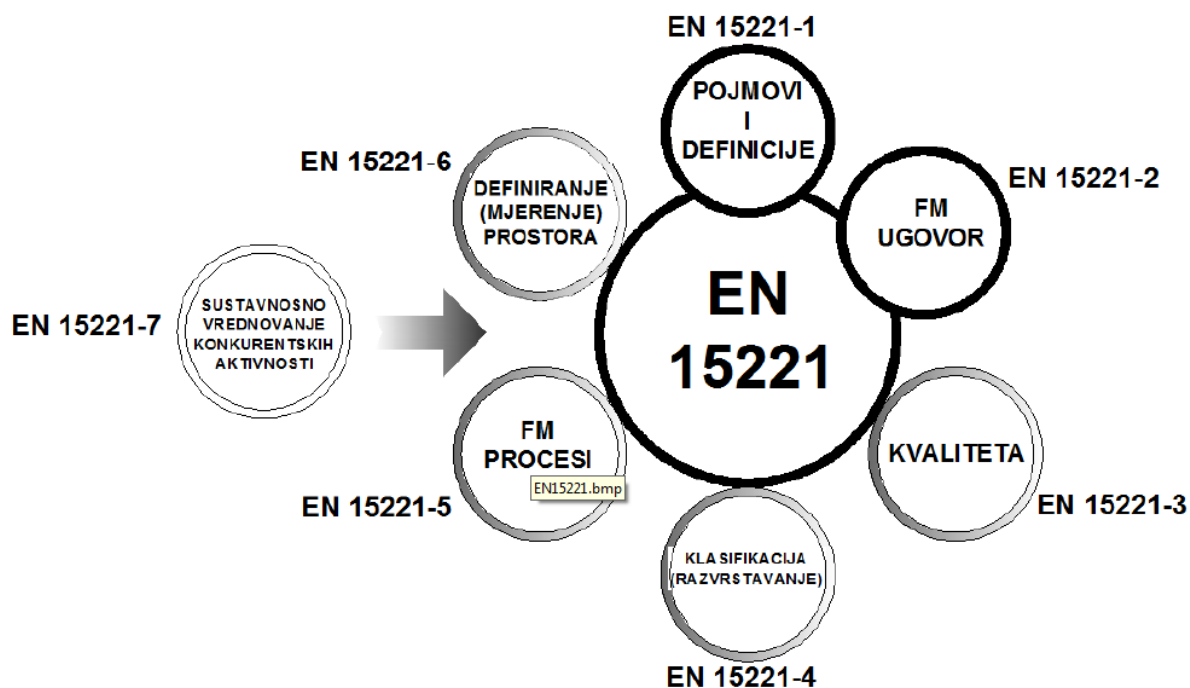 EN 15221-1
POJMOVI
I
DEFINICIJE
EN 15221-2
FM
UGOVOR
EN 15221-6
DEFINIRANJE
(MJERENJE)
PROSTORA
EN
15221
EN 15221-7
SUSTAVNOSNO
VREDNOVANJE
KONKURENTSKIH
AKTIVNOSTI
FM
PROCESI
EN15221.bmp
EN 15221-5
KVALITETA
EN 15221-3
KLASIFIKACIJA
(RAZVRSTAVANJE)
EN 15221-4